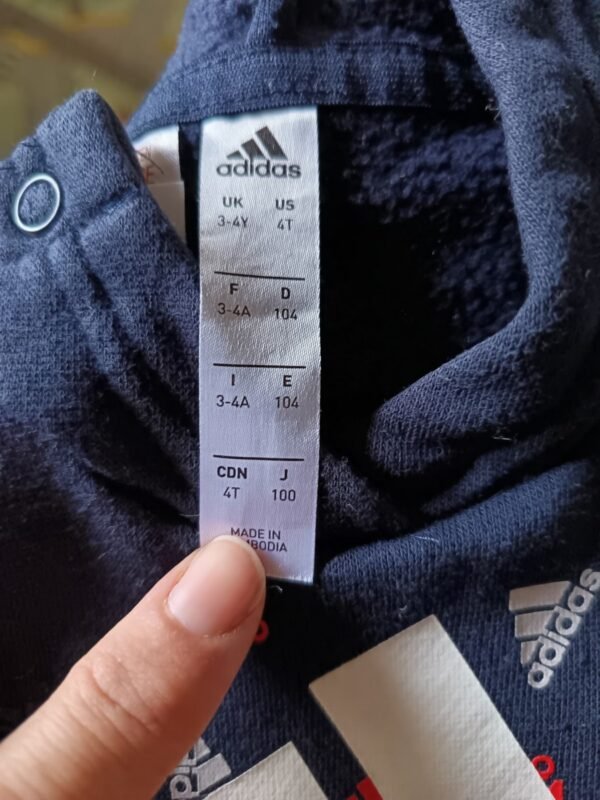 adidas
UK US
3-4Y 4T
F D
3-4A 104
I E
3-4A 104
CDN J
4T 100
MADE IN
adidas